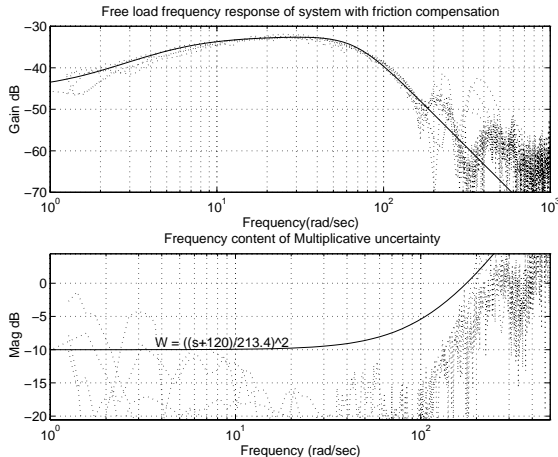 Free load frequency response of system with friction compensation
−30
−40
−50
−60
−70
Gain dB
10^0
10^1
10^2
10^3
Frequency(rad/sec)
Frequency content of Multiplicative uncertainty
0
−5
−10
−15
−20
Mag dB
W = ((s+120)/213.4)^2
10^0
10^1
10^2
Frequency (rad/sec)